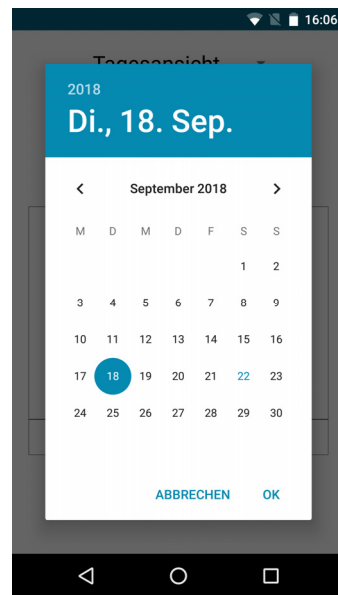 16:06
Tagesansicht
2018
Di., 18. Sep.
September 2018
M D M D F S S
1 2
3 4 5 6 7 8 9
10 11 12 13 14 15 16
17 18 19 20 21 22 23
24 25 26 27 28 29 30
ABBRECHEN OK